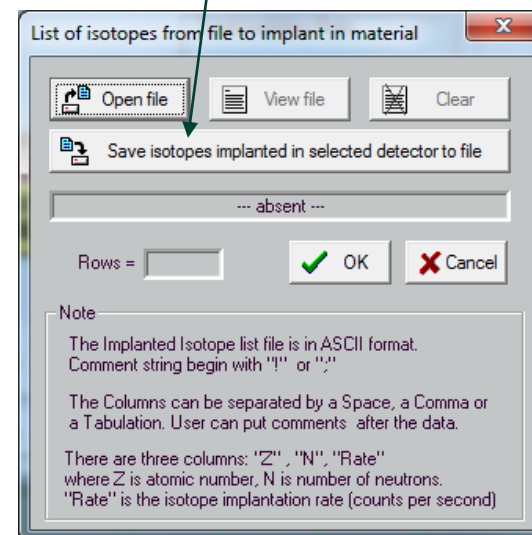 List of isotopes from file to implant in material
Open file
View file
Clear
Save isotopes implanted in selected detector to file
--- absent ---
Rows =
OK
Cancel
Note
The Implanted Isotope list file is in ASCII format.
Comment string begin with "!" or ";"
The Columns can be separated by a Space, a Comma or
a Tabulation. User can put comments after the data.
There are three columns: "Z" , "N", "Rate"
where Z is atomic number, N is number of neutrons.
"Rate" is the isotope implantation rate (counts per second)